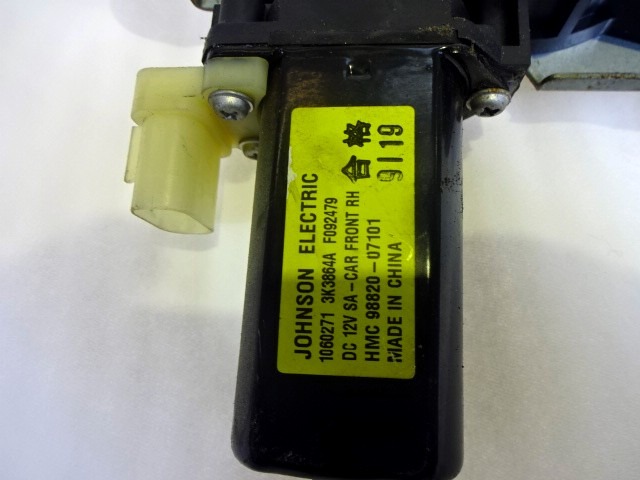 JOHNSON ELECTRIC
1060271 3K3864A F092479
DC 12V SA-CAR FRONT RH
HMC 98820-07101
MADE IN CHINA
合格
9119